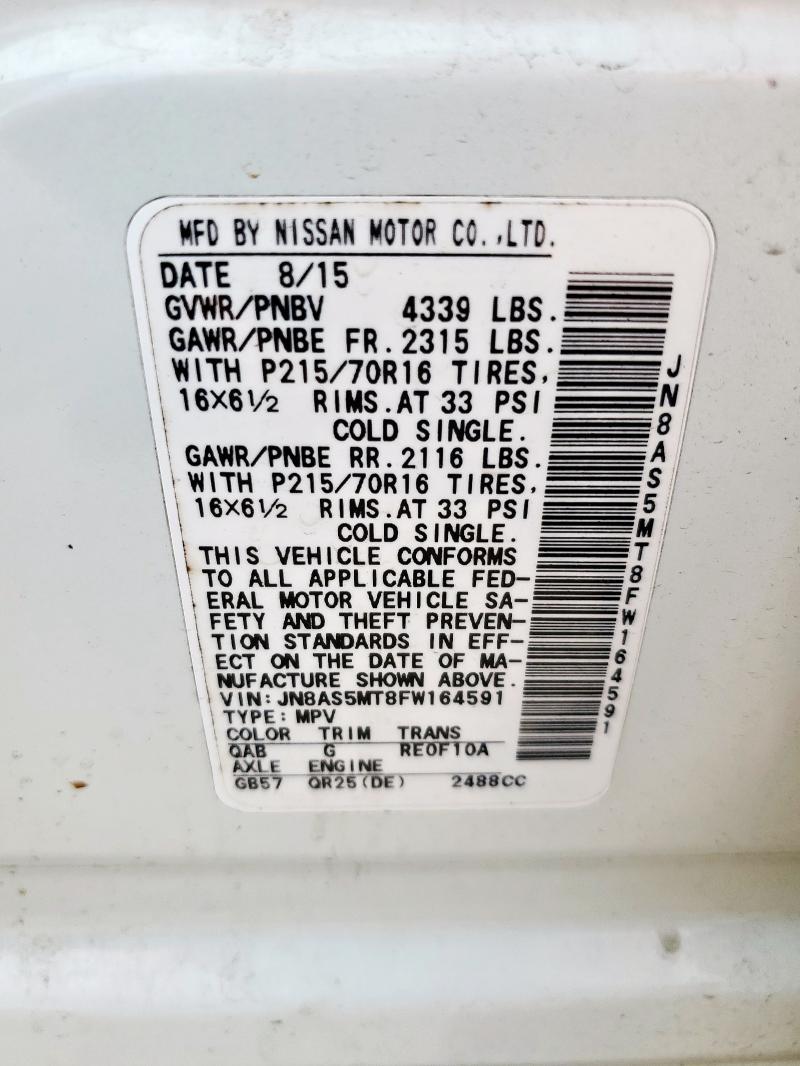 MFD BY NISSAN MOTOR CO.,LTD.
DATE 8/15
GVWR/PNBV 4339 LBS.
GAWR/PNBE FR.2315 LBS.
WITH P215/70R16 TIRES,
16×6½ RIMS.AT 33 PSI
COLD SINGLE.
GAWR/PNBE RR.2116 LBS.
WITH P215/70R16 TIRES,
16×6½ RIMS.AT 33 PSI
COLD SINGLE.
THIS VEHICLE CONFORMS
TO ALL APPLICABLE FED-
ERAL MOTOR VEHICLE SA-
FETY AND THEFT PREVEN-
TION STANDARDS IN EFF-
ECT ON THE DATE OF MA-
NUFACTURE SHOWN ABOVE.
VIN:JN8AS5MT8FW164591
TYPE:MPV
COLOR TRIM TRANS
QAB G RE0F10A
AXLE ENGINE
GB57 QR25(DE) 2488CC
JN8AS5MT8FW164591